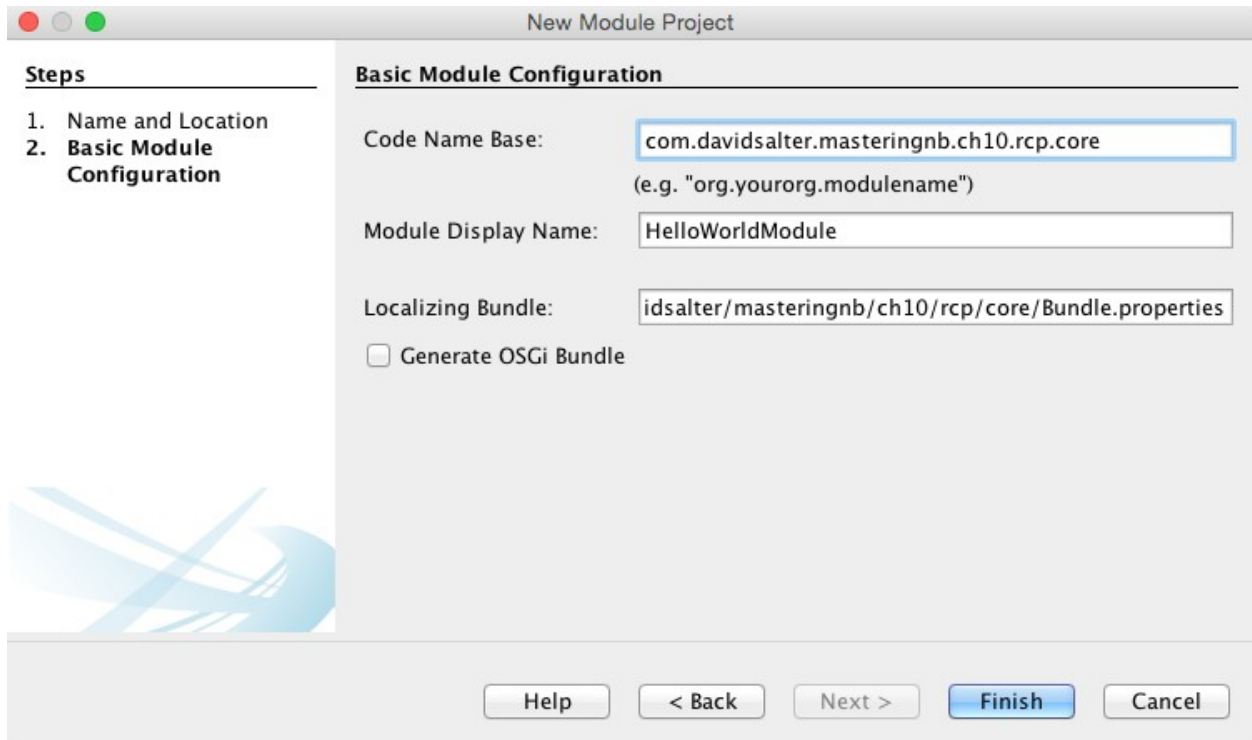 New Module Project
Steps
1. Name and Location
2. Basic Module
Configuration
Basic Module Configuration
Code Name Base:
com.davidsalter.masteringnb.ch10.rcp.core
(e.g. "org.yourorg.modulename")
Module Display Name:
HelloWorldModule
Localizing Bundle:
idsalter/masteringnb/ch10/rcp/core/Bundle.properties
Generate OSGi Bundle
Help
< Back
Next >
Finish
Cancel